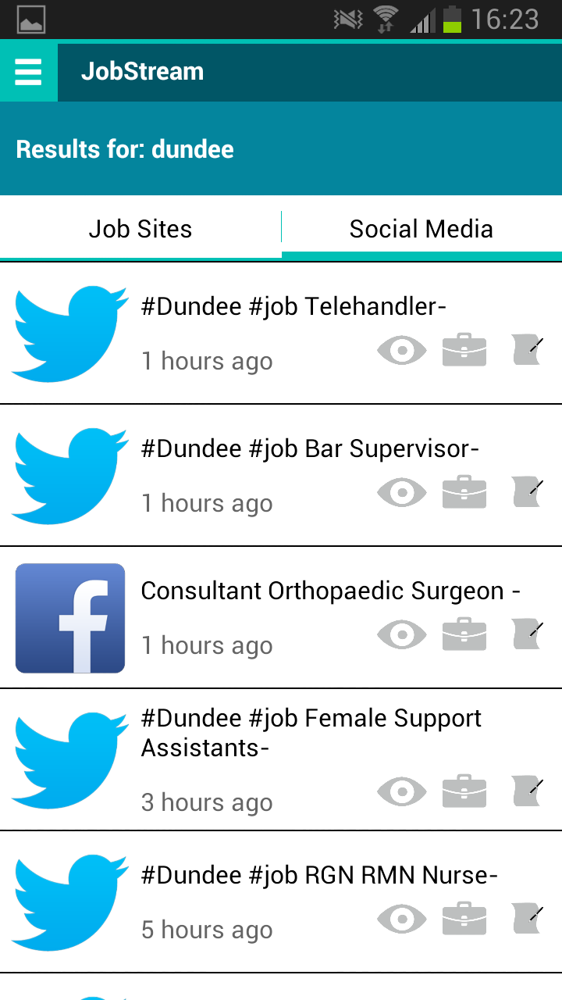 16:23
JobStream
Results for: dundee
Job Sites
Social Media
#Dundee #job Telehandler-
1 hours ago
#Dundee #job Bar Supervisor-
1 hours ago
Consultant Orthopaedic Surgeon -
1 hours ago
#Dundee #job Female Support
Assistants-
3 hours ago
#Dundee #job RGN RMN Nurse-
5 hours ago